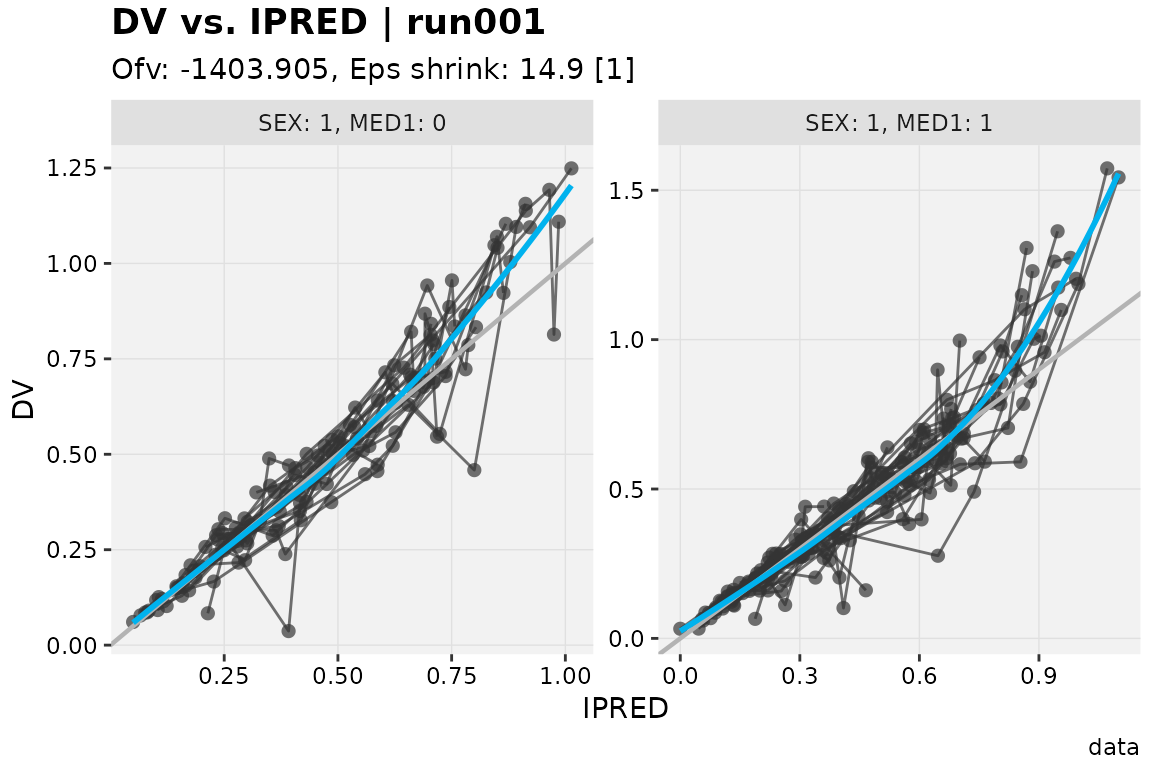 DV vs. IPRED | run001
Ofv: -1403.905, Eps shrink: 14.9 [1]
SEX: 1, MED1: 0
SEX: 1, MED1: 1
1.25
1.00
0.75
0.50
0.25
0.00
1.5
1.0
0.5
0.0
DV
0.25 0.50 0.75 1.00
0.0 0.3 0.6 0.9
IPRED
data